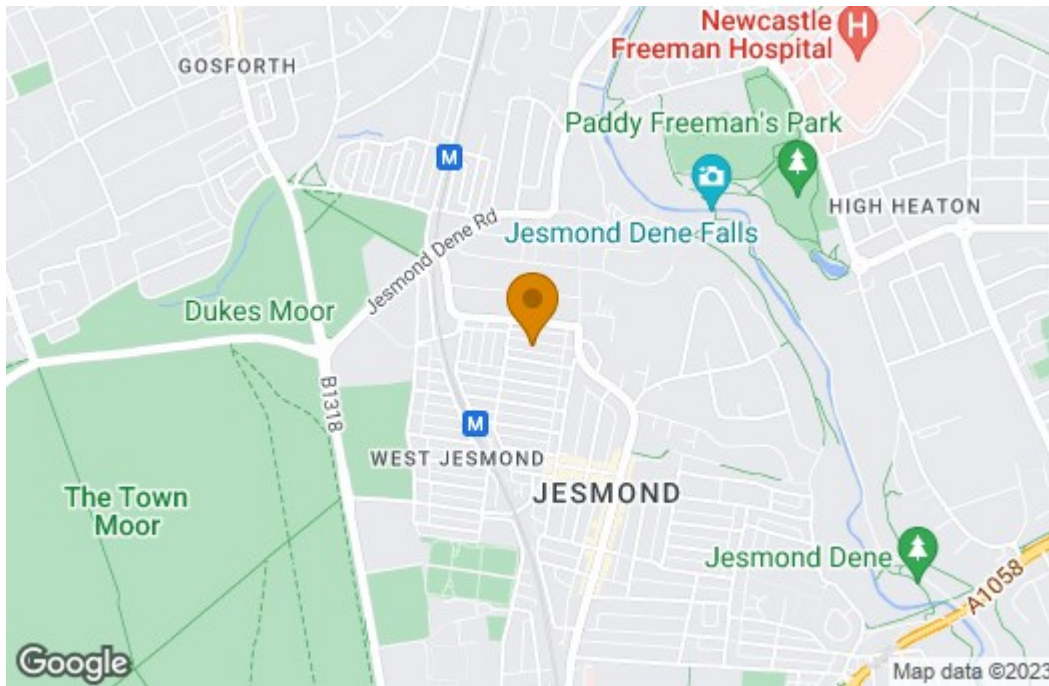 Newcastle
Freeman Hospital
H
GOSFORTH
Paddy Freeman's Park
M
HIGH HEATON
Jesmond Dene Rd
Jesmond Dene Falls
Dukes Moor
B1318
M
WEST JESMOND
JESMOND
The Town
Moor
Jesmond Dene
A1058
Google
Map data ©2023